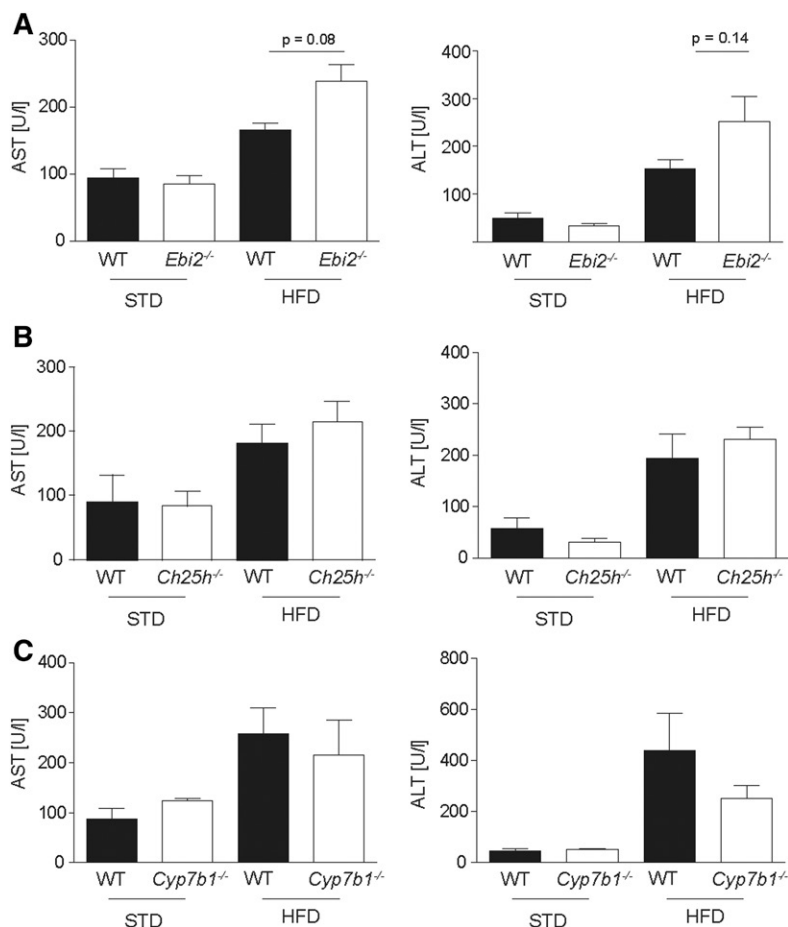 A
AST [U/l]
300
200
100
0
p = 0.08
WT Ebi2-/- WT Ebi2-/-
STD HFD
ALT [U/l]
400
300
200
100
p = 0.14
WT Ebi2-/- WT Ebi2-/-
STD HFD
B
AST [U/l]
300
200
100
0
WT Ch25h-/- WT Ch25h-/-
STD HFD
ALT [U/l]
400
300
200
100
0
WT Ch25h-/- WT Ch25h-/-
STD HFD
C
AST [U/l]
400
300
200
100
0
WT Cyp7b1-/- WT Cyp7b1-/-
STD HFD
ALT [U/l]
800
600
400
200
0
WT Cyp7b1-/- WT Cyp7b1-/-
STD HFD